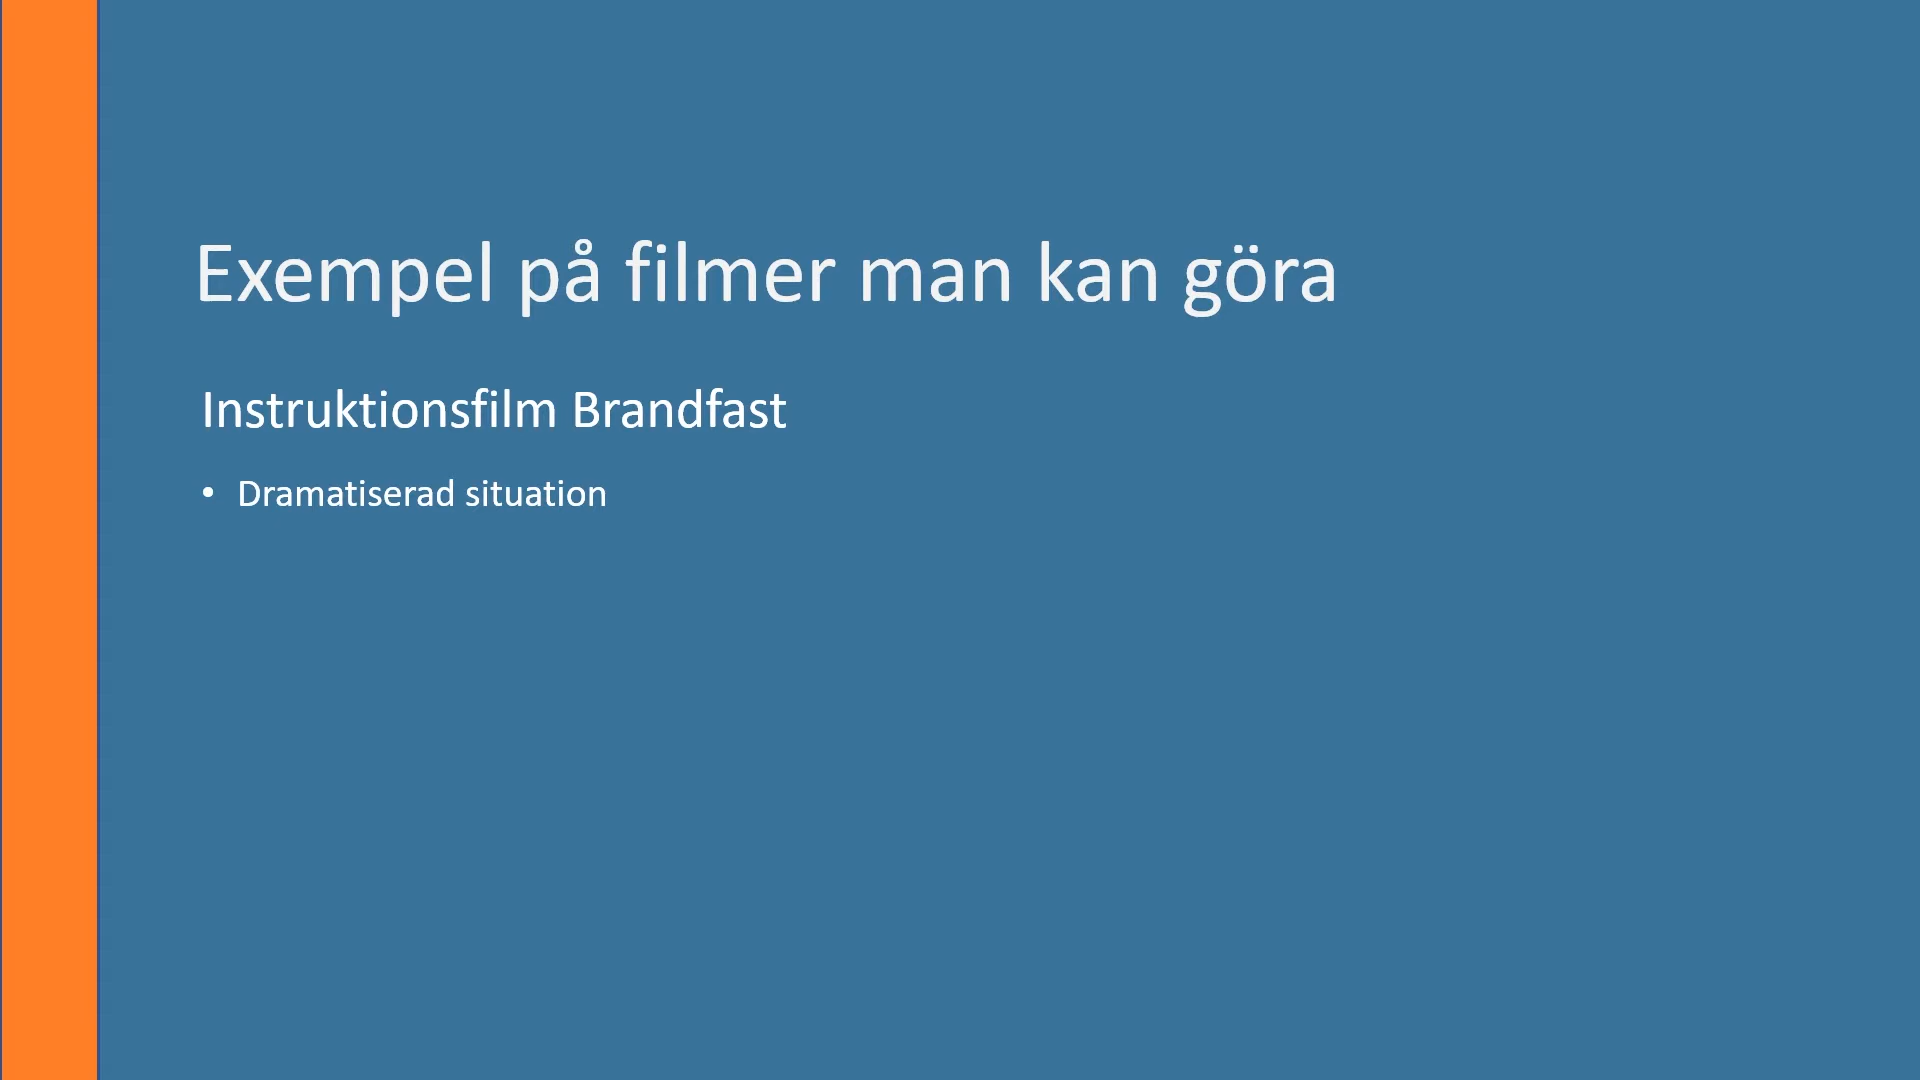 Exempel på filmer man kan göra
Instruktionsfilm Brandfast
• Dramatiserad situation